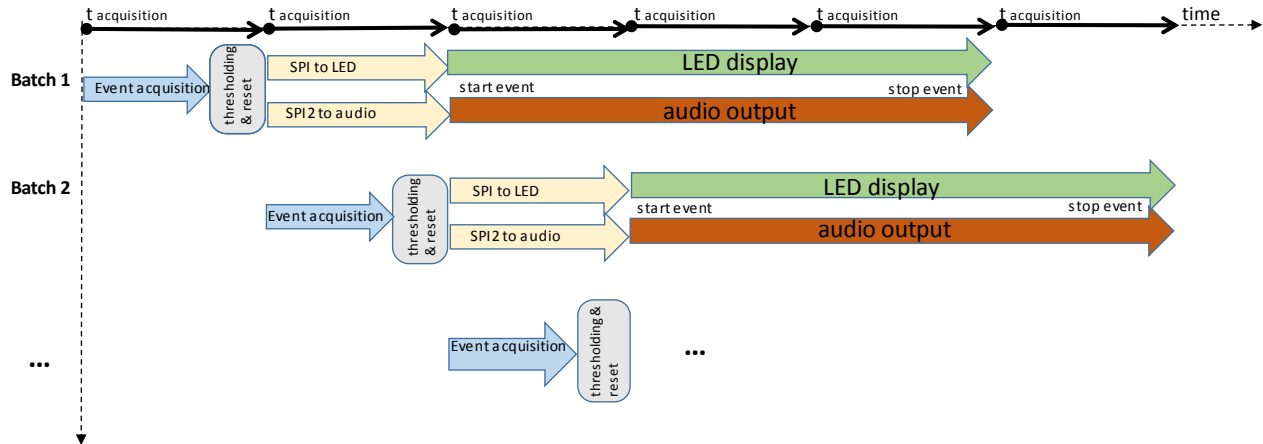 t acquisition t acquisition t acquisition t acquisition t acquisition t acquisition time
Batch 1
Event acquisition
thresholding
& reset
SPI to LED
LED display
start event
stop event
SPI2 to audio
audio output
Batch 2
Event acquisition
thresholding
& reset
SPI to LED
LED display
start event
stop event
SPI2 to audio
audio output
...
Event acquisition
thresholding &
reset
...